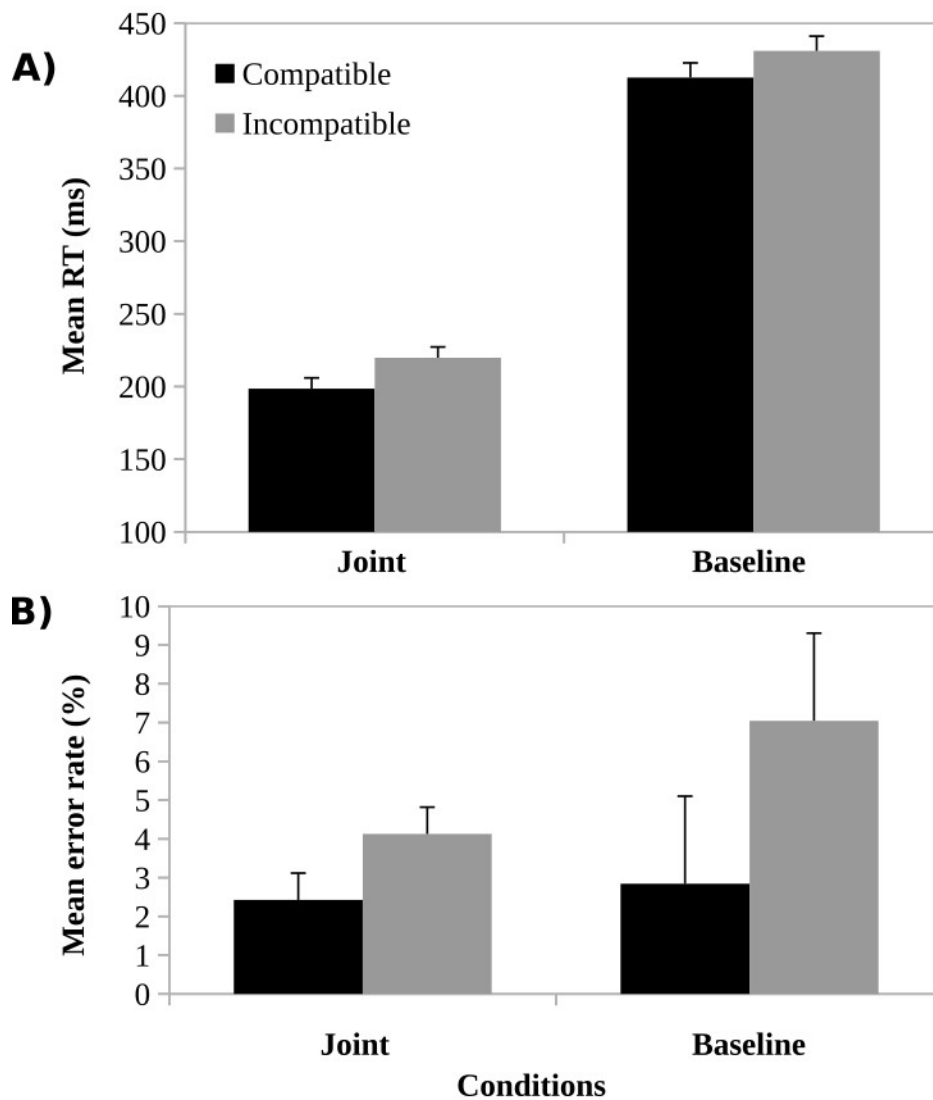 A)
Mean RT (ms)
450
400
350
300
250
200
150
100
Compatible
Incompatible
Joint Baseline
B)
Mean error rate (%)
10
9
8
7
6
5
4
3
2
1
0
Joint Baseline
Conditions